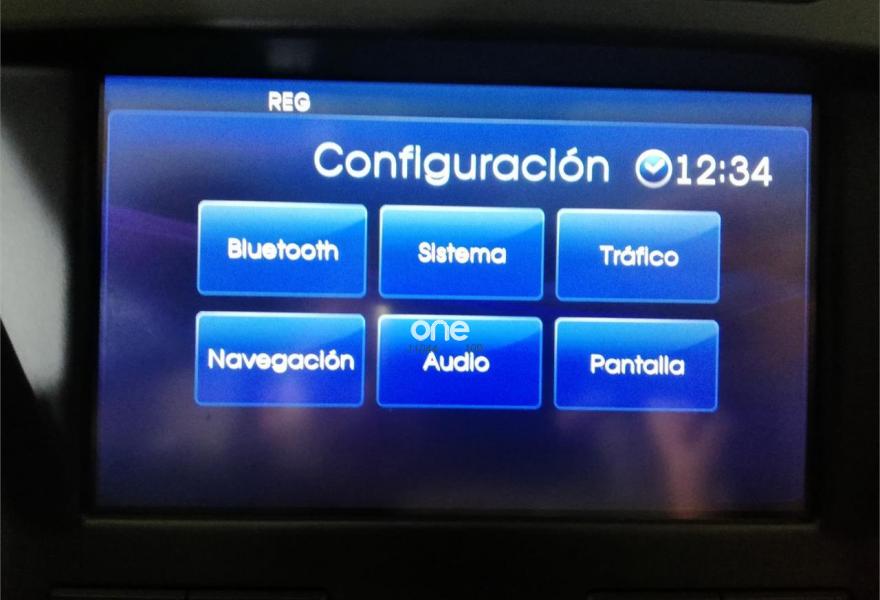 REG
Configuración 12:34
Bluetooth Sistema Tráfico
one
Navegación Audio Pantalla